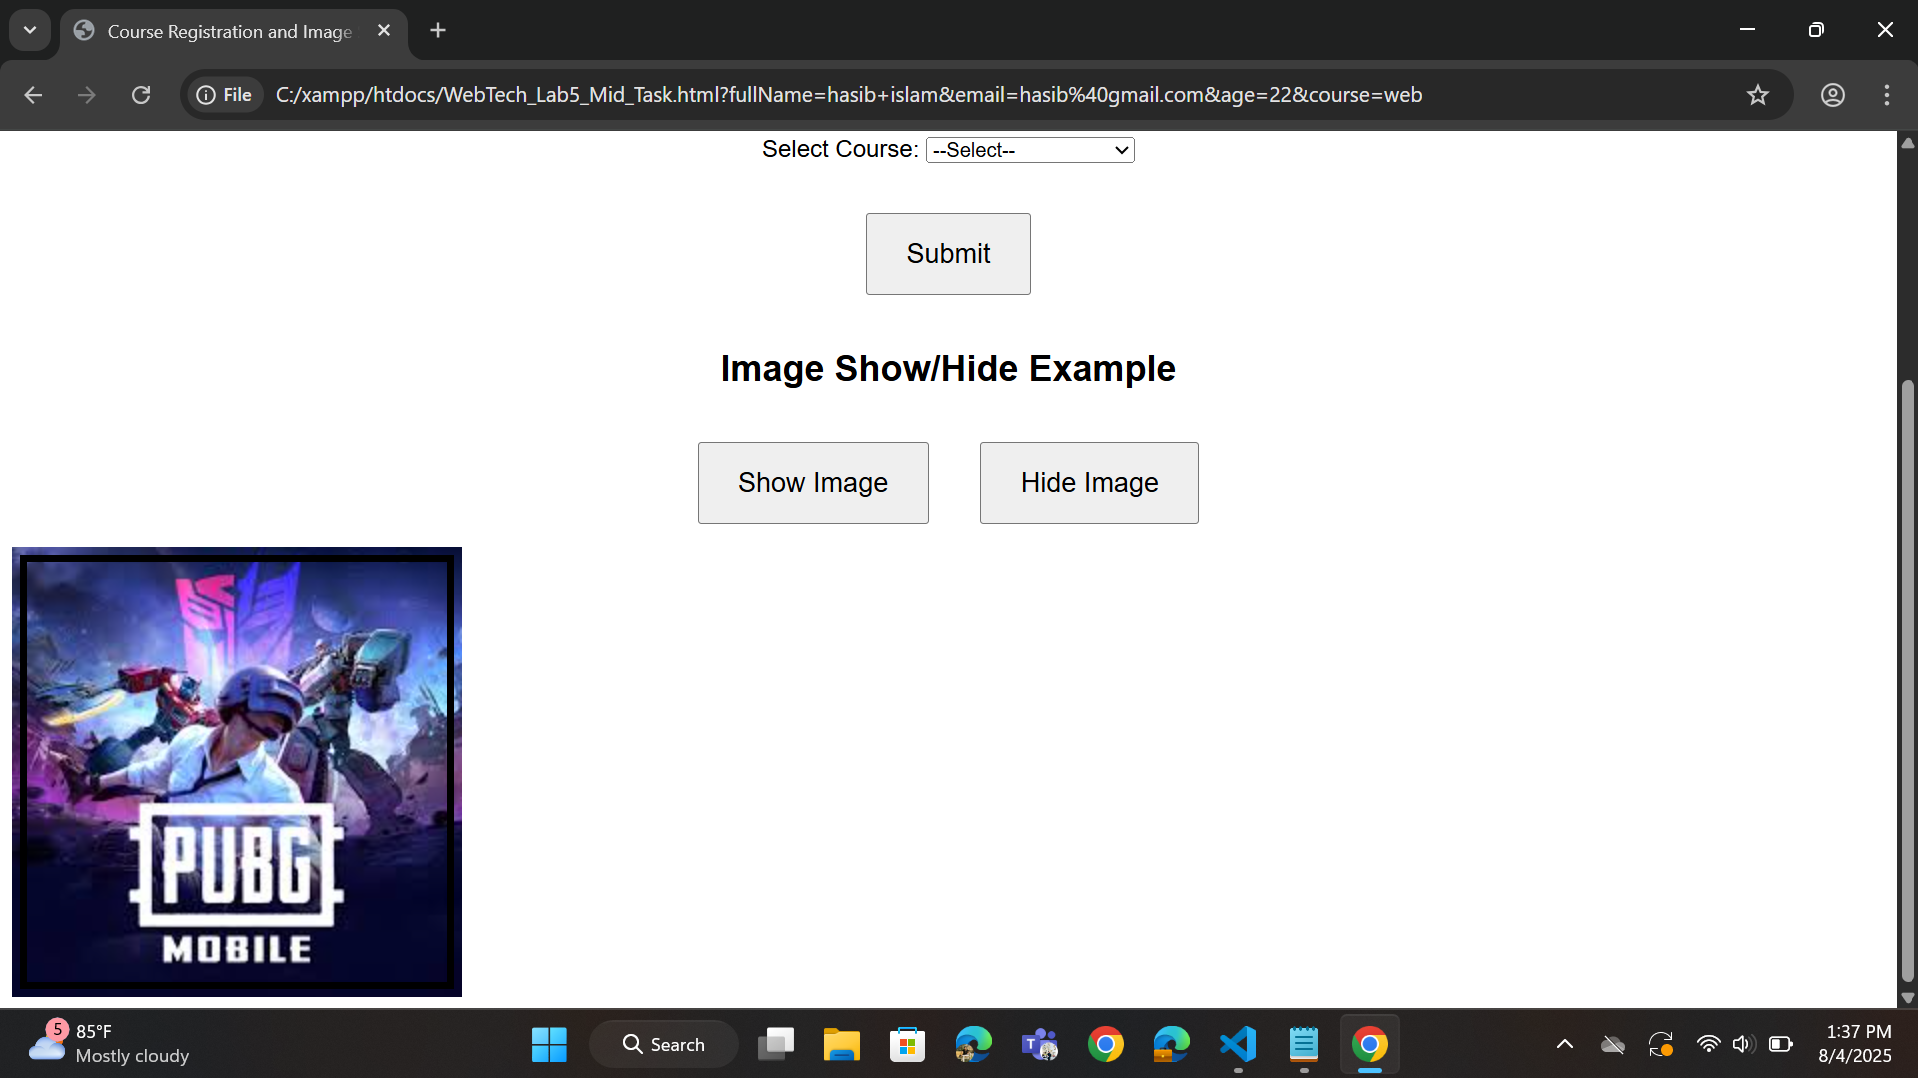 Course Registration and Image
File
C:/xampp/htdocs/WebTech_Lab5_Mid_Task.html?fullName=hasib+islam&email=hasib%40gmail.com&age=22&course=web
Select Course: --Select--
Submit
Image Show/Hide Example
Show Image Hide Image
PUBG
MOBILE
5
85°F
Mostly cloudy
Search
T
1:37 PM
8/4/2025